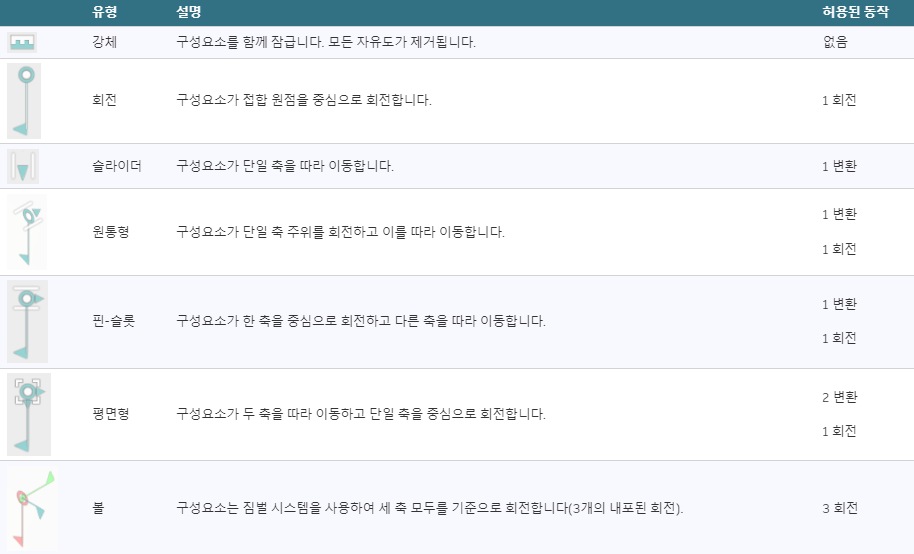 유형 설명 허용된 동작
강체 구성요소를 함께 잠급니다. 모든 자유도가 제거됩니다. 없음
회전 구성요소가 접합 원점을 중심으로 회전합니다. 1 회전
슬라이더 구성요소가 단일 축을 따라 이동합니다. 1 변환
원통형 구성요소가 단일 축 주위를 회전하고 이를 따라 이동합니다. 1 변환
1 회전
핀-슬롯 구성요소가 한 축을 중심으로 회전하고 다른 축을 따라 이동합니다. 1 변환
1 회전
평면형 구성요소가 두 축을 따라 이동하고 단일 축을 중심으로 회전합니다. 2 변환
1 회전
볼 구성요소는 짐벌 시스템을 사용하여 세 축 모두를 기준으로 회전합니다(3개의 내포된 회전). 3 회전